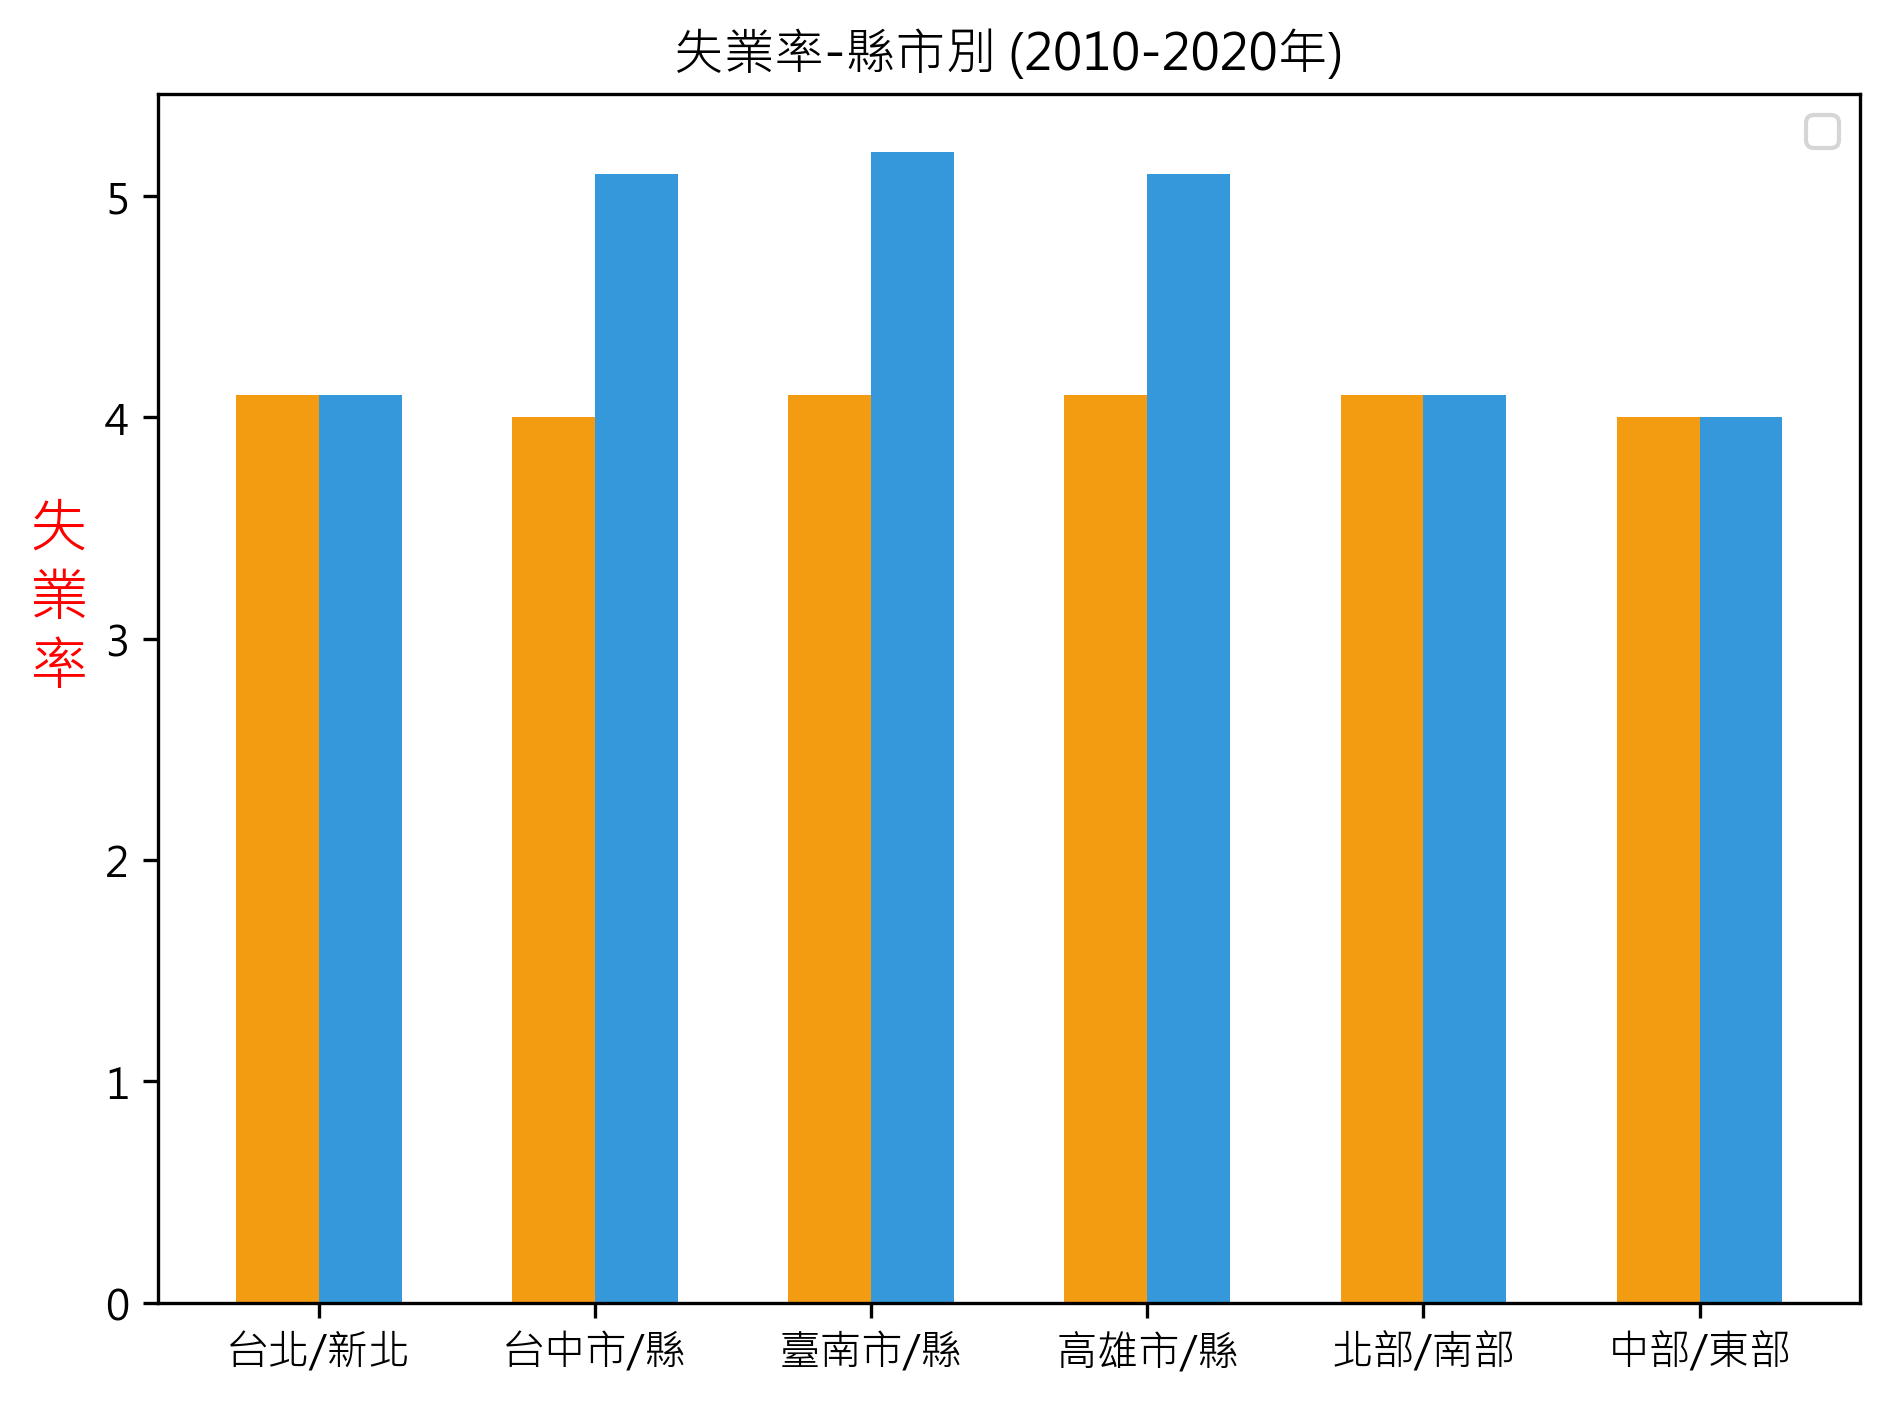 失業率-縣市別 (2010-2020年)
失
業
率
5
4
3
2
1
0
台北/新北
台中市/縣
臺南市/縣
高雄市/縣
北部/南部
中部/東部